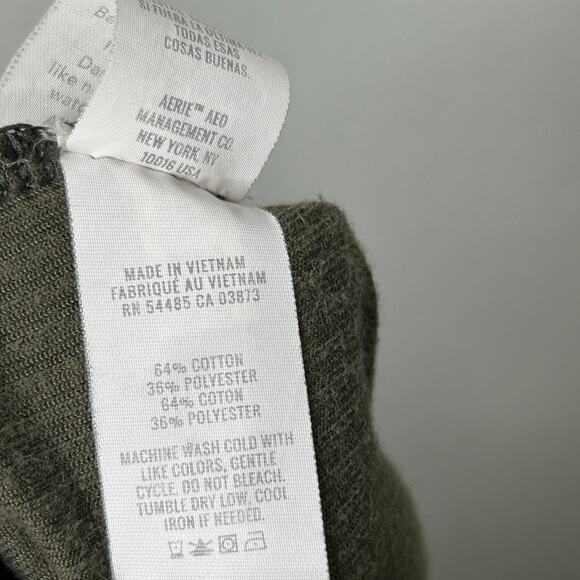 SI FUERA LA ÚLTIMA
TODAS ESAS
COSAS BUENAS.
AERIE™ AEO
MANAGEMENT CO
NEW YORK, NY
10016 USA
like
MADE IN VIETNAM
FABRIQUÉ AU VIETNAM
RN 54485 CA 03873
64% COTTON
36% POLYESTER
64% COTON
36% POLYESTER
MACHINE WASH COLD WITH
LIKE COLORS, GENTLE
CYCLE. DO NOT BLEACH.
TUMBLE DRY LOW, COOL
IRON IF NEEDED.